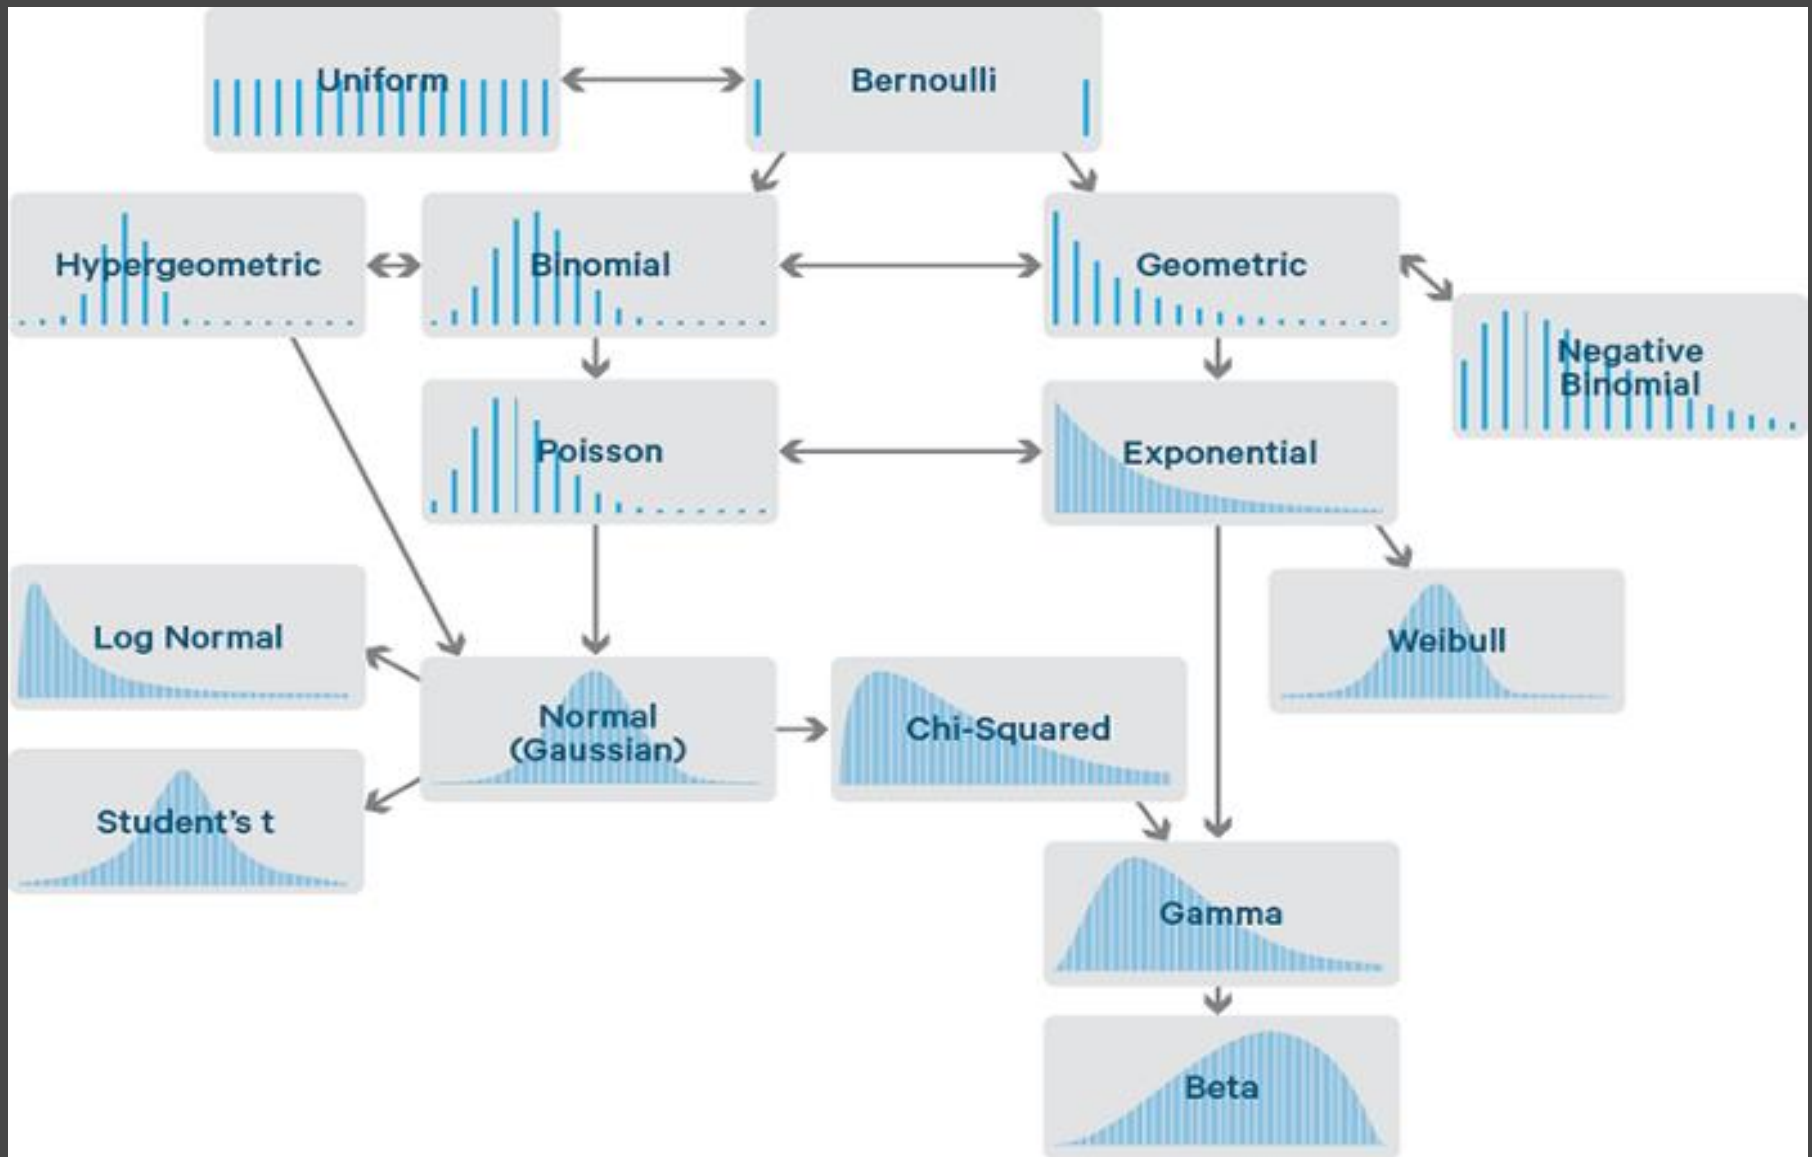 Uniform
Bernoulli
Hypergeometric
Binomial
Geometric
Negative
Binomial
Poisson
Exponential
Log Normal
Weibull
Normal
(Gaussian)
Chi-Squared
Student’s t
Gamma
Beta